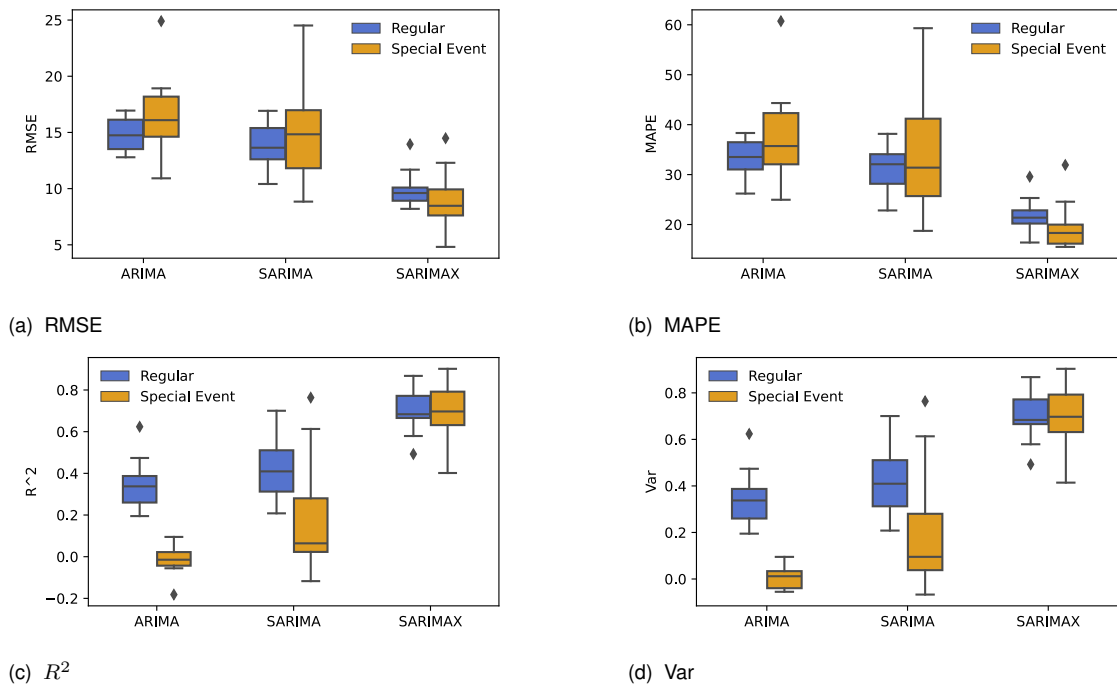 25
20
15
10
5
RMSE
Regular
Special Event
ARIMA
SARIMA
SARIMAX
(a) RMSE
60
50
40
30
20
MAPE
Regular
Special Event
ARIMA
SARIMA
SARIMAX
(b) MAPE
0.8
0.6
0.4
0.2
0.0
−0.2
R^2
Regular
Special Event
ARIMA
SARIMA
SARIMAX
(c) R²
0.8
0.6
0.4
0.2
0.0
Var
Regular
Special Event
ARIMA
SARIMA
SARIMAX
(d) Var